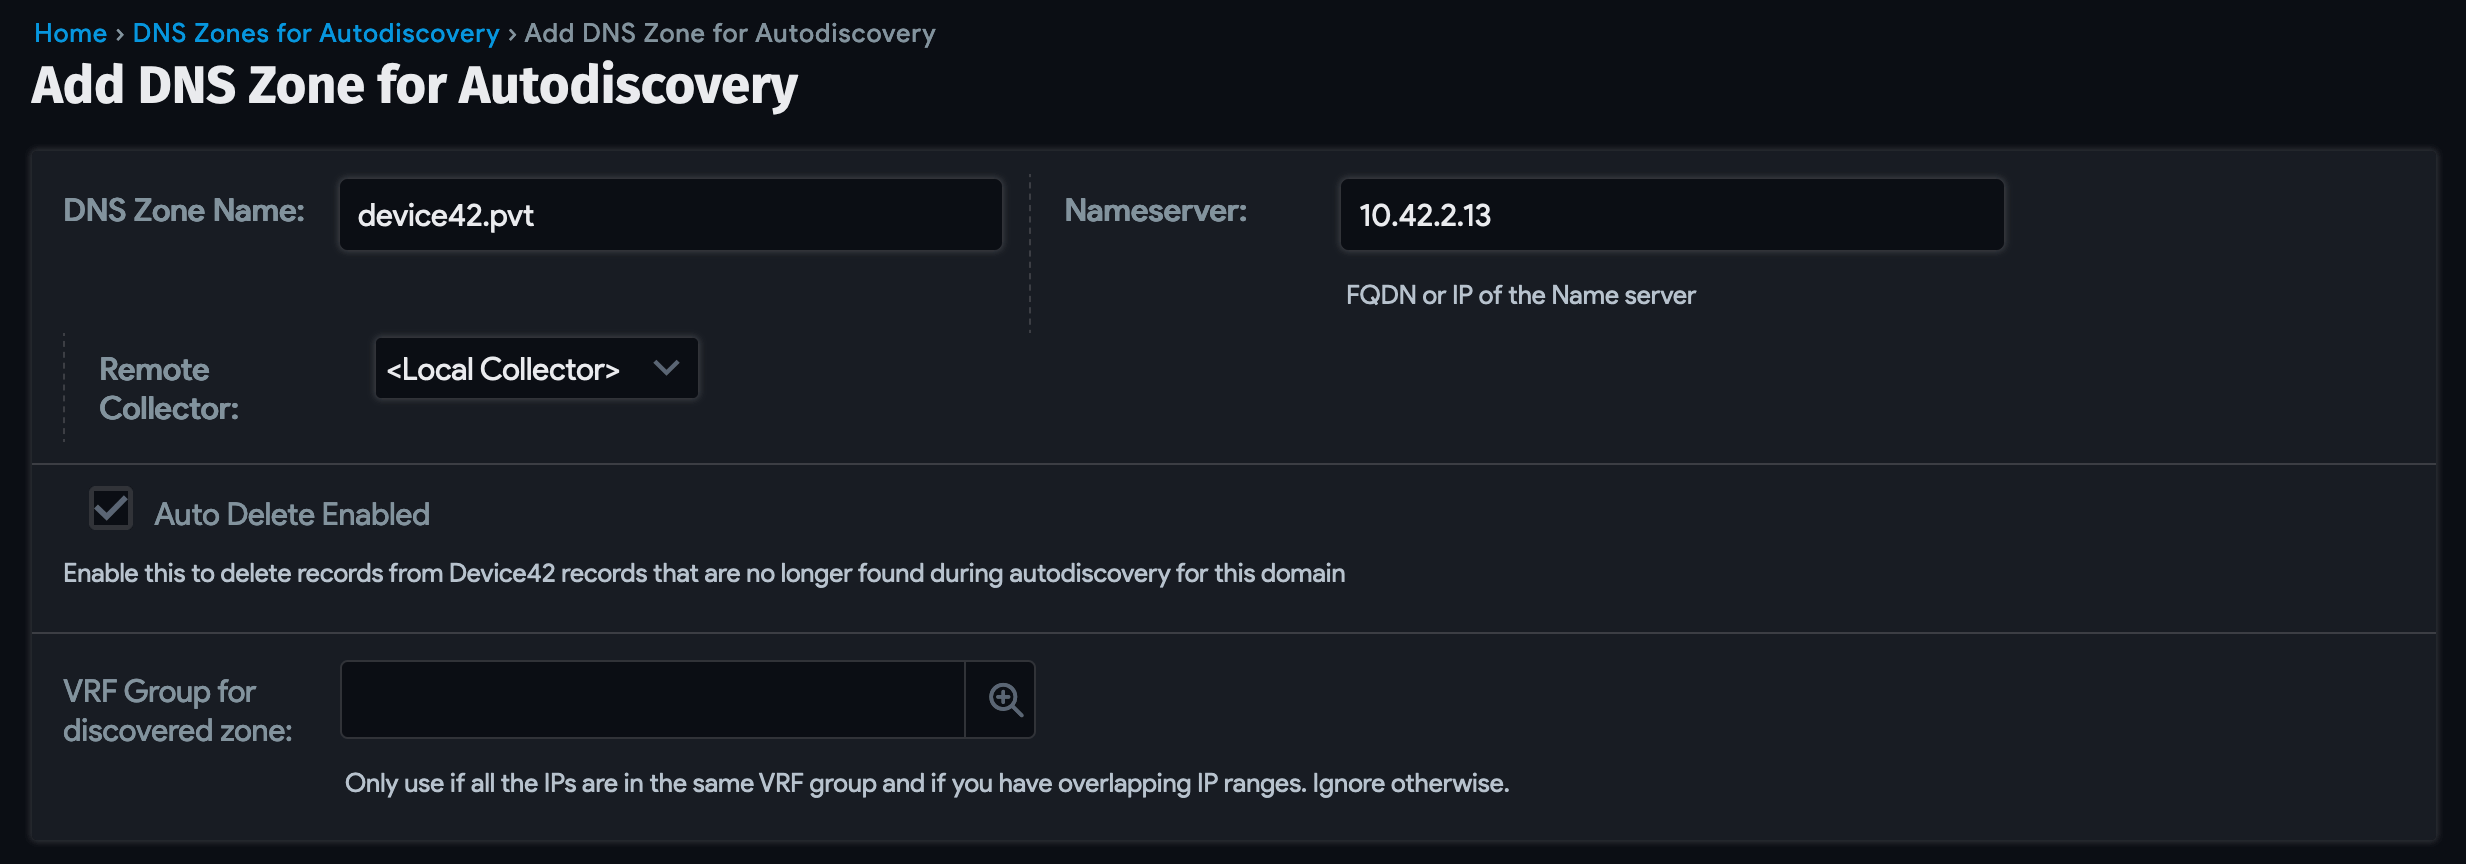 Home › DNS Zones for Autodiscovery › Add DNS Zone for Autodiscovery
Add DNS Zone for Autodiscovery
DNS Zone Name: device42.pvt Nameserver: 10.42.2.13
FQDN or IP of the Name server
Remote
Collector:
<Local Collector>
Auto Delete Enabled
Enable this to delete records from Device42 records that are no longer found during autodiscovery for this domain
VRF Group for
discovered zone:
Only use if all the IPs are in the same VRF group and if you have overlapping IP ranges. Ignore otherwise.